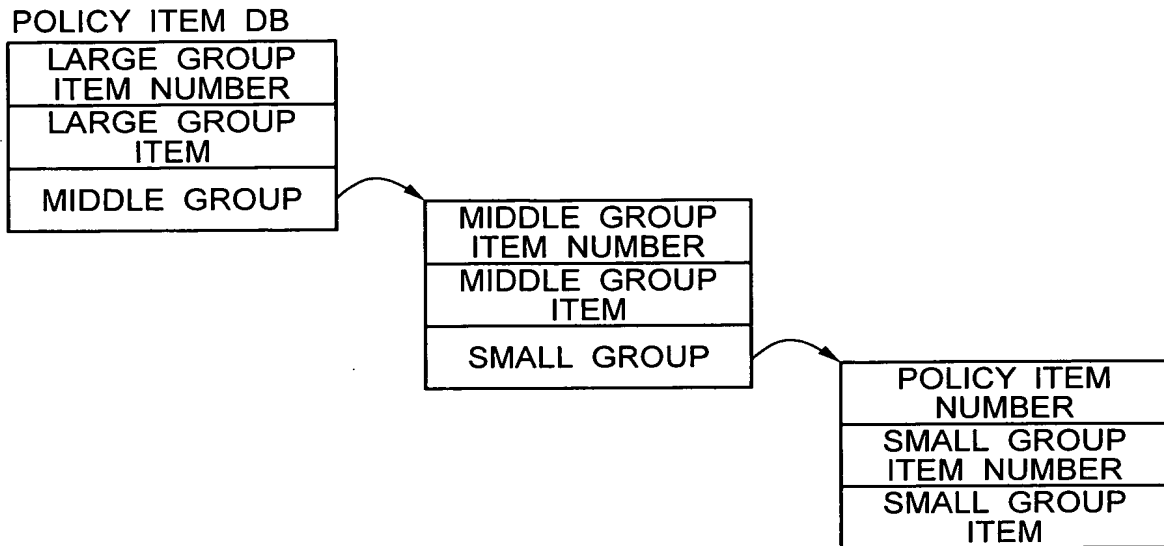 POLICY ITEM DB
LARGE GROUP
ITEM NUMBER
LARGE GROUP
ITEM
MIDDLE GROUP
MIDDLE GROUP
ITEM NUMBER
MIDDLE GROUP
ITEM
SMALL GROUP
POLICY ITEM
NUMBER
SMALL GROUP
ITEM NUMBER
SMALL GROUP
ITEM